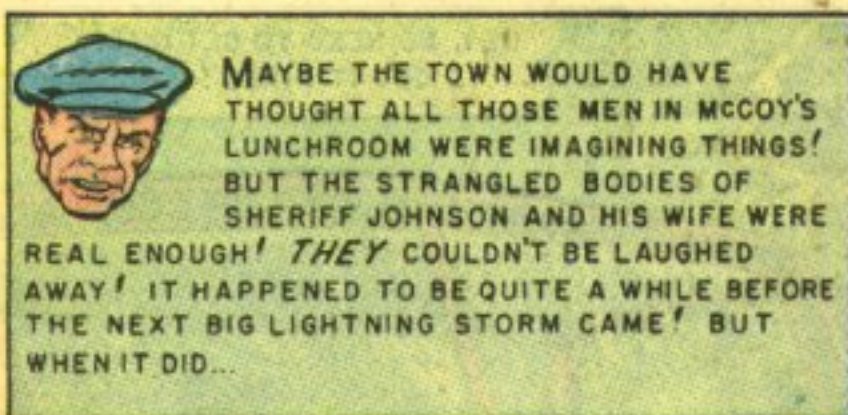 MAYBE THE TOWN WOULD HAVE
THOUGHT ALL THOSE MEN IN McCOY'S
LUNCHROOM WERE IMAGINING THINGS!
BUT THE STRANGLED BODIES OF
SHERIFF JOHNSON AND HIS WIFE WERE
REAL ENOUGH! THEY COULDN'T BE LAUGHED
AWAY! IT HAPPENED TO BE QUITE A WHILE BEFORE
THE NEXT BIG LIGHTNING STORM CAME! BUT
WHEN IT DID...